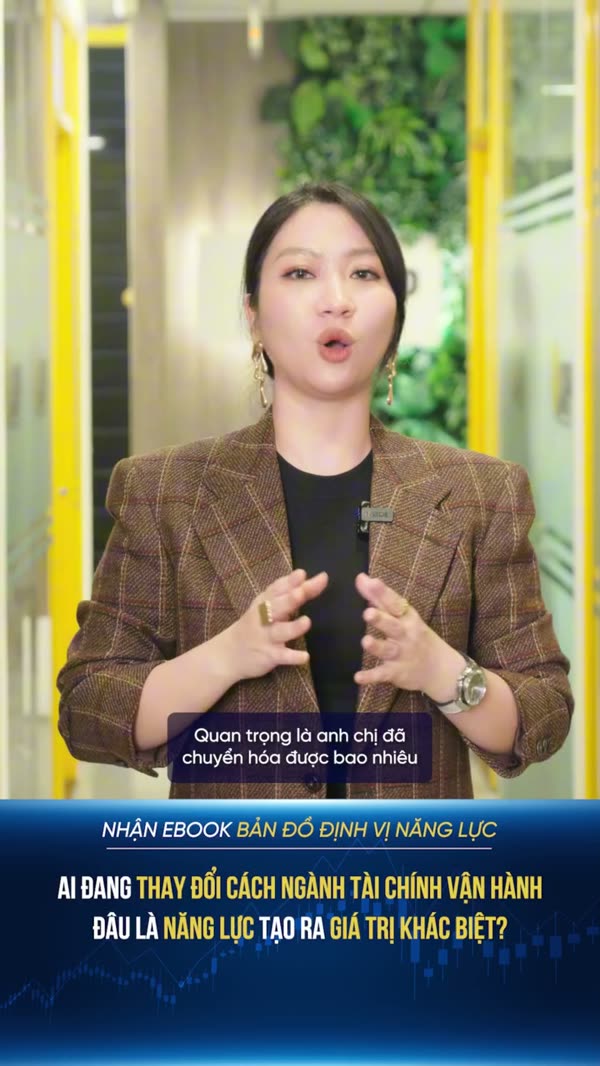 Quan trọng là anh chị đã
chuyển hóa được bao nhiêu
NHẬN EBOOK BẢN ĐỒ ĐỊNH VỊ NĂNG LỰC
AI ĐANG THAY ĐỔI CÁCH NGÀNH TÀI CHÍNH VẬN HÀNH
ĐÂU LÀ NĂNG LỰC TẠO RA GIÁ TRỊ KHÁC BIỆT?